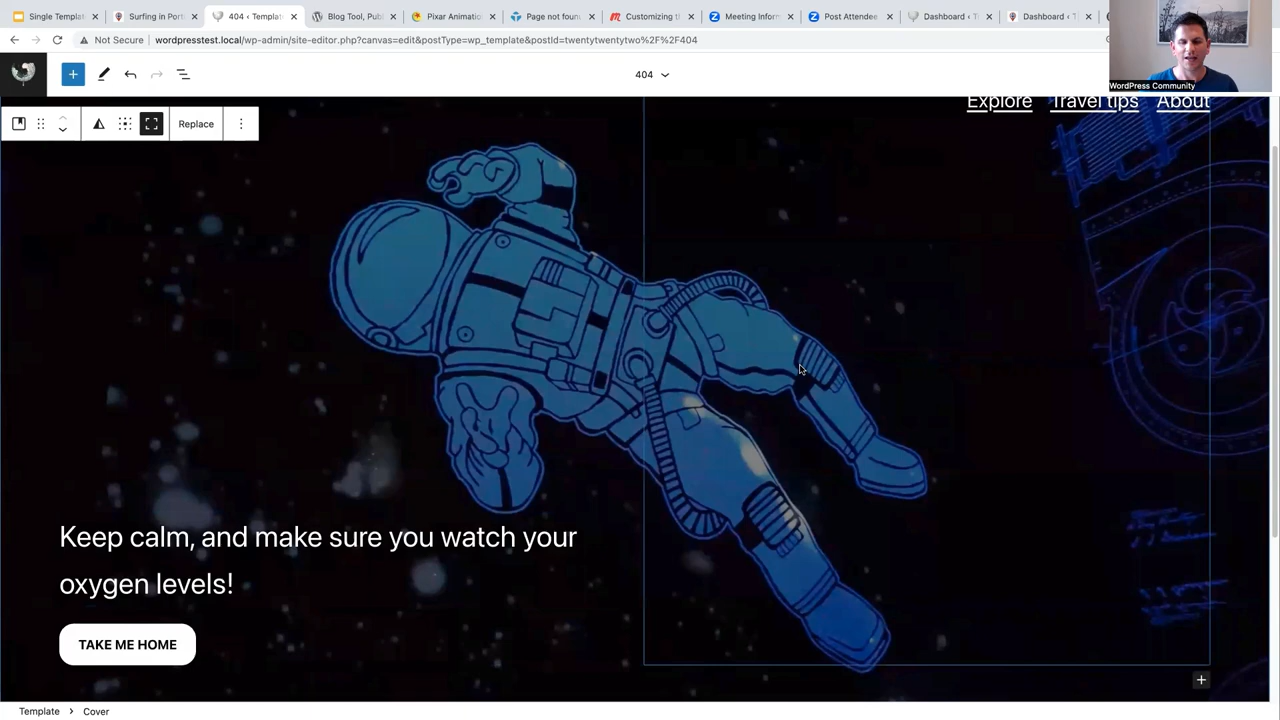 Single Templa
Surfing in Port
404 ‹ Templat
Blog Tool, Publ
Pixar Animatio
Page not foun
Customizing th
Meeting Inform
Post Attendee
Dashboard ‹ T
Dashboard ‹ T
Not Secure
wordpresstest.local/wp-admin/site-editor.php?canvas=edit&postType=wp_template&postId=twentytwentytwo%2F%2F404
WordPress Community
404
Explore Travel tips About
Replace
Keep calm, and make sure you watch your
oxygen levels!
TAKE ME HOME
Template > Cover